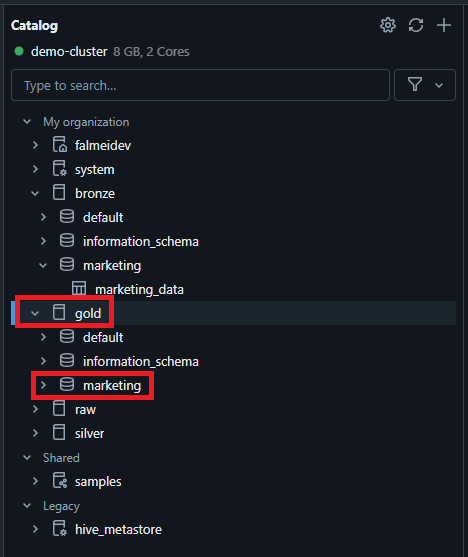 Catalog
demo-cluster 8 GB, 2 Cores
Type to search...
My organization
falmeidev
system
bronze
default
information_schema
marketing
marketing_data
gold
default
information_schema
marketing
raw
silver
Shared
samples
Legacy
hive_metastore